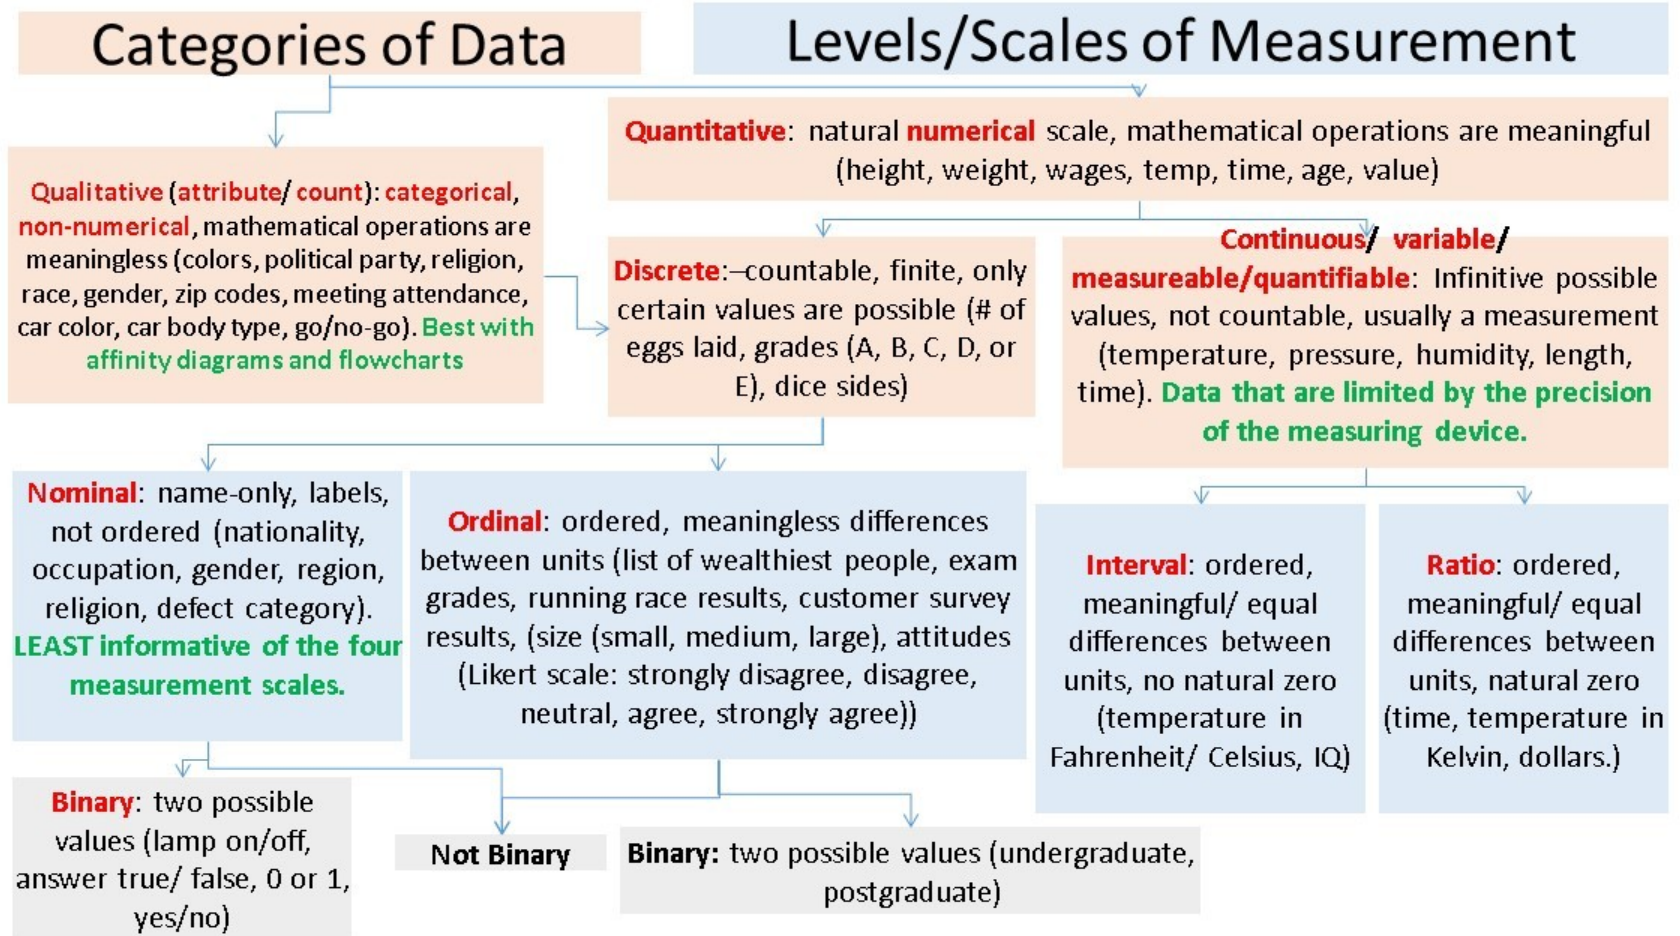 Categories of Data
Levels/Scales of Measurement
Quantitative: natural numerical scale, mathematical operations are meaningful
(height, weight, wages, temp, time, age, value)
Qualitative (attribute/ count): categorical,
non-numerical, mathematical operations are
meaningless (colors, political party, religion,
race, gender, zip codes, meeting attendance,
car color, car body type, go/no-go). Best with
affinity diagrams and flowcharts
Discrete:–countable, finite, only
certain values are possible (# of
eggs laid, grades (A, B, C, D, or
E), dice sides)
Continuous/ variable/
measureable/quantifiable: Infinitive possible
values, not countable, usually a measurement
(temperature, pressure, humidity, length,
time). Data that are limited by the precision
of the measuring device.
Nominal: name-only, labels,
not ordered (nationality,
occupation, gender, region,
religion, defect category).
LEAST informative of the four
measurement scales.
Ordinal: ordered, meaningless differences
between units (list of wealthiest people, exam
grades, running race results, customer survey
results, (size (small, medium, large), attitudes
(Likert scale: strongly disagree, disagree,
neutral, agree, strongly agree))
Interval: ordered,
meaningful/ equal
differences between
units, no natural zero
(temperature in
Fahrenheit/ Celsius, IQ)
Ratio: ordered,
meaningful/ equal
differences between
units, natural zero
(time, temperature in
Kelvin, dollars.)
Binary: two possible
values (lamp on/off,
answer true/ false, 0 or 1,
yes/no)
Not Binary
Binary: two possible values (undergraduate,
postgraduate)